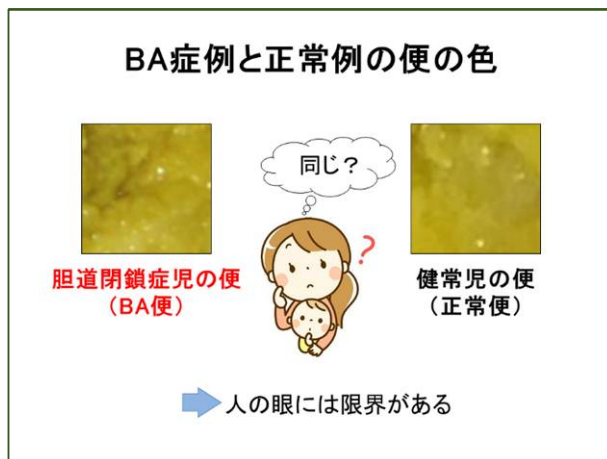 BA症例と正常例の便の色
同じ？
?
胆道閉鎖症児の便
（BA便）
健常児の便
（正常便）
人の眼には限界がある